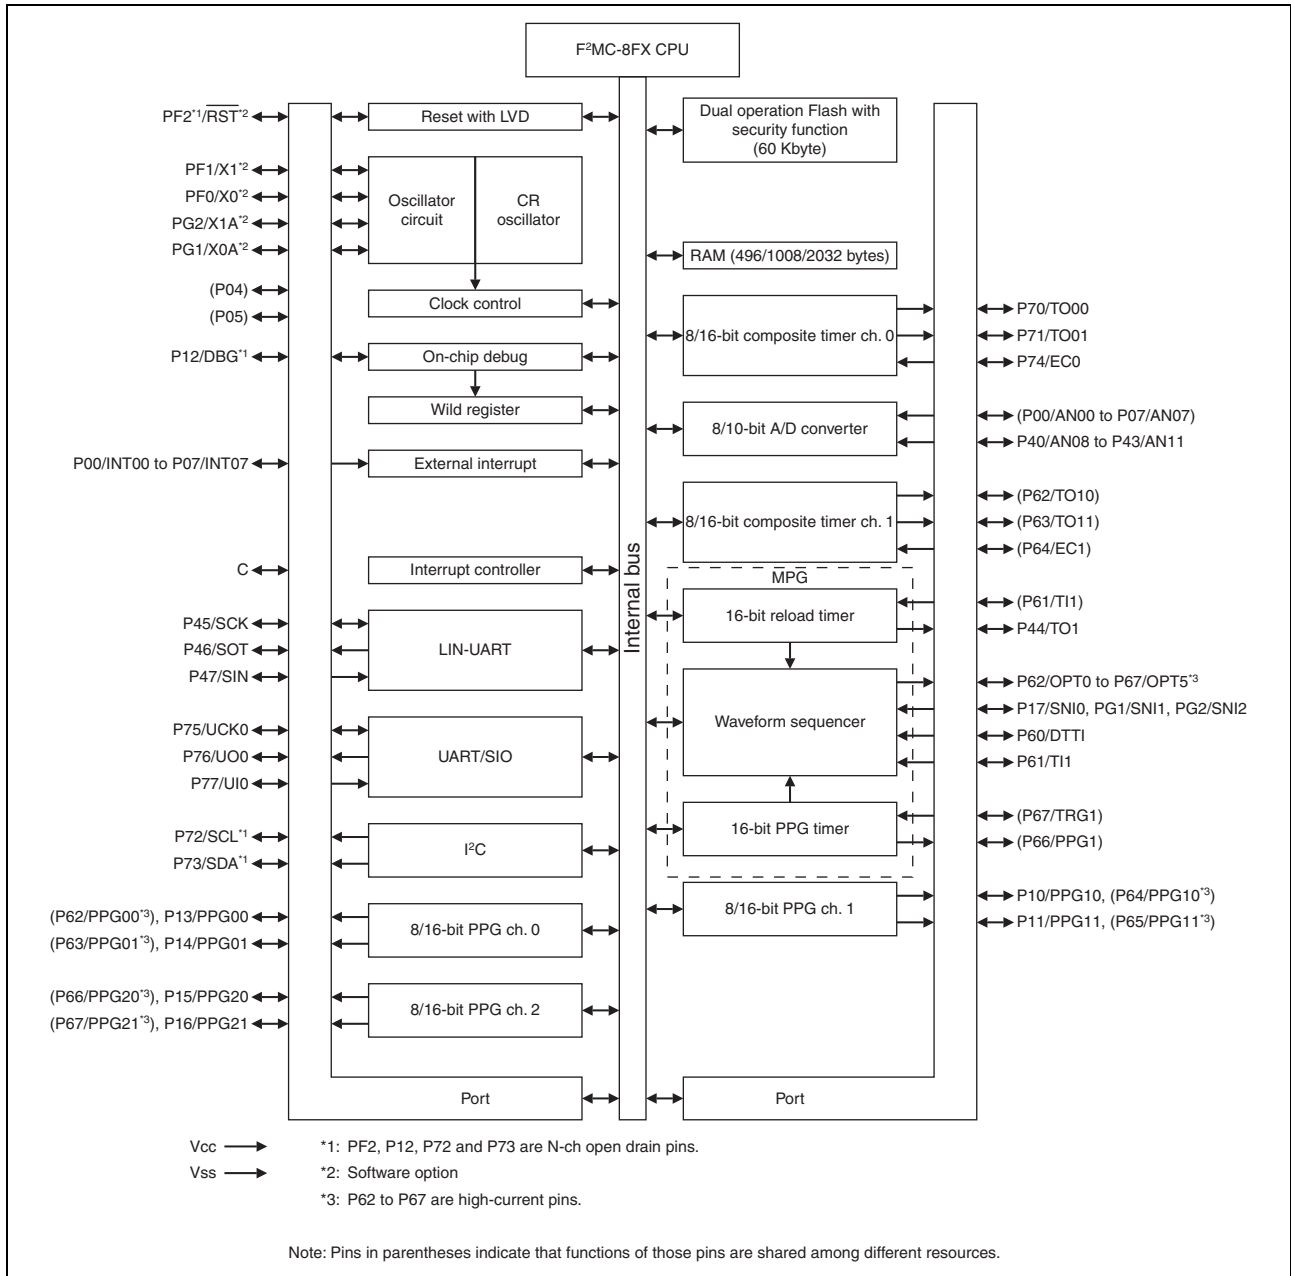 F²MC-8FX CPU
PF2*1/RST*2
Reset with LVD
PF1/X1*2
PF0/X0*2
PG2/X1A*2
PG1/X0A*2
Oscillator
circuit
CR
oscillator
(P04)
(P05)
Clock control
P12/DBG*1
On-chip debug
Wild register
P00/INT00 to P07/INT07
External interrupt
C
Interrupt controller
P45/SCK
P46/SOT
P47/SIN
LIN-UART
P75/UCK0
P76/UO0
P77/UI0
UART/SIO
P72/SCL*1
P73/SDA*1
I²C
(P62/PPG00*3), P13/PPG00
(P63/PPG01*3), P14/PPG01
8/16-bit PPG ch. 0
(P66/PPG20*3), P15/PPG20
(P67/PPG21*3), P16/PPG21
8/16-bit PPG ch. 2
Port
Internal bus
Dual operation Flash with
security function
(60 Kbyte)
RAM (496/1008/2032 bytes)
8/16-bit composite timer ch. 0
P70/TO00
P71/TO01
P74/EC0
8/10-bit A/D converter
(P00/AN00 to P07/AN07)
P40/AN08 to P43/AN11
8/16-bit composite timer ch. 1
(P62/TO10)
(P63/TO11)
(P64/EC1)
MPG
16-bit reload timer
(P61/TI1)
P44/TO1
Waveform sequencer
P62/OPT0 to P67/OPT5*3
P17/SNI0, PG1/SNI1, PG2/SNI2
P60/DTTI
P61/TI1
16-bit PPG timer
(P67/TRG1)
(P66/PPG1)
8/16-bit PPG ch. 1
P10/PPG10, (P64/PPG10*3)
P11/PPG11, (P65/PPG11*3)
Port
Vcc
Vss
*1: PF2, P12, P72 and P73 are N-ch open drain pins.
*2: Software option
*3: P62 to P67 are high-current pins.
Note: Pins in parentheses indicate that functions of those pins are shared among different resources.